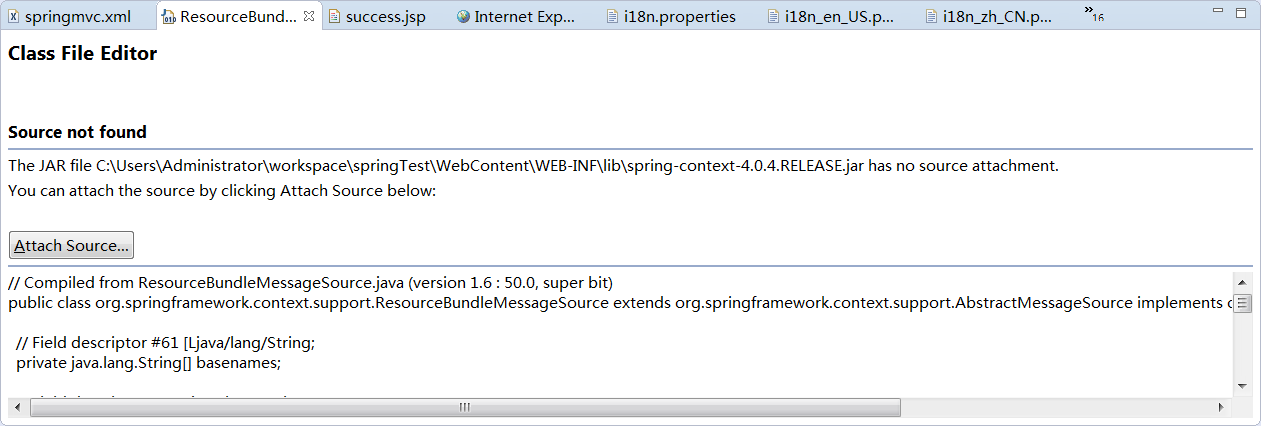 springmvc.xml ResourceBund... success.jsp Internet Exp... i18n.properties i18n_en_US.p... i18n_zh_CN.p... »16
Class File Editor
Source not found
The JAR file C:\Users\Administrator\workspace\springTest\WebContent\WEB-INF\lib\spring-context-4.0.4.RELEASE.jar has no source attachment.
You can attach the source by clicking Attach Source below:
Attach Source...
// Compiled from ResourceBundleMessageSource.java (version 1.6 : 50.0, super bit)
public class org.springframework.context.support.ResourceBundleMessageSource extends org.springframework.context.support.AbstractMessageSource implements
// Field descriptor #61 [Ljava/lang/String;
private java.lang.String[] basenames;